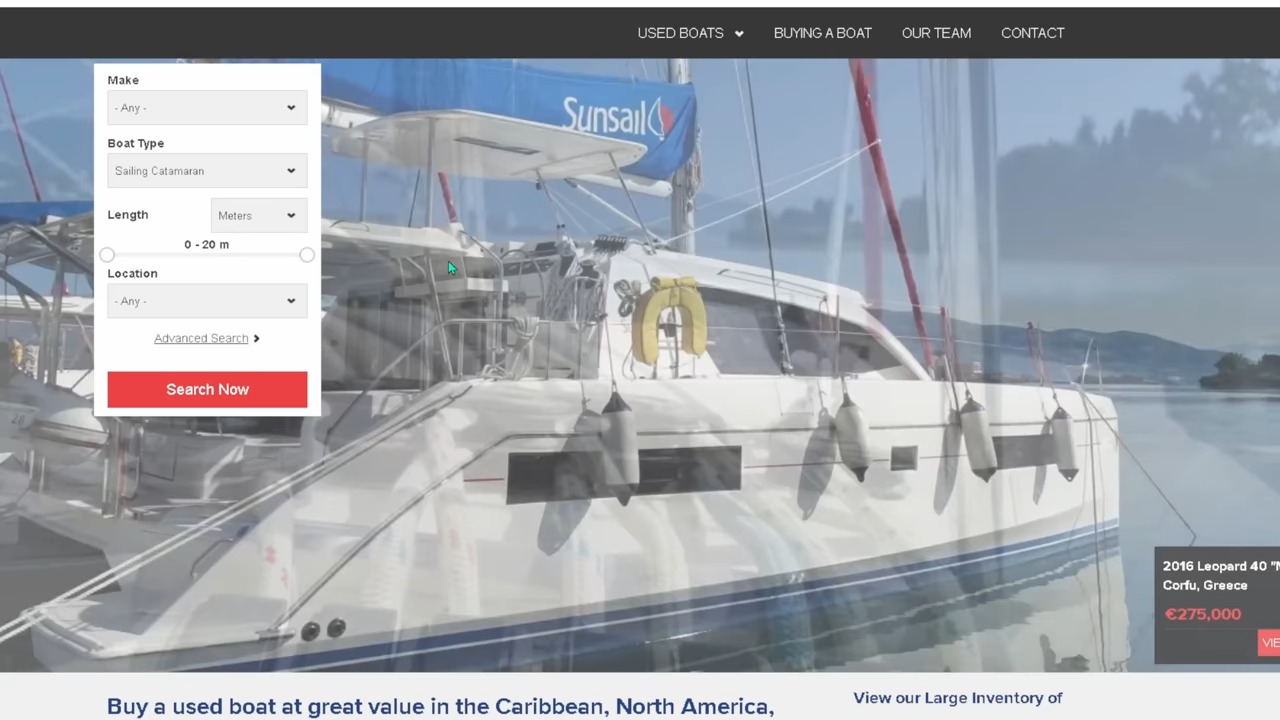 USED BOATS
BUYING A BOAT
OUR TEAM
CONTACT
Make
- Any -
Boat Type
Sailing Catamaran
Length
Meters
0 - 20 m
Location
- Any -
Advanced Search
Search Now
Sunsail
2016 Leopard 40 "
Corfu, Greece
€275,000
Buy a used boat at great value in the Caribbean, North America,
View our Large Inventory of